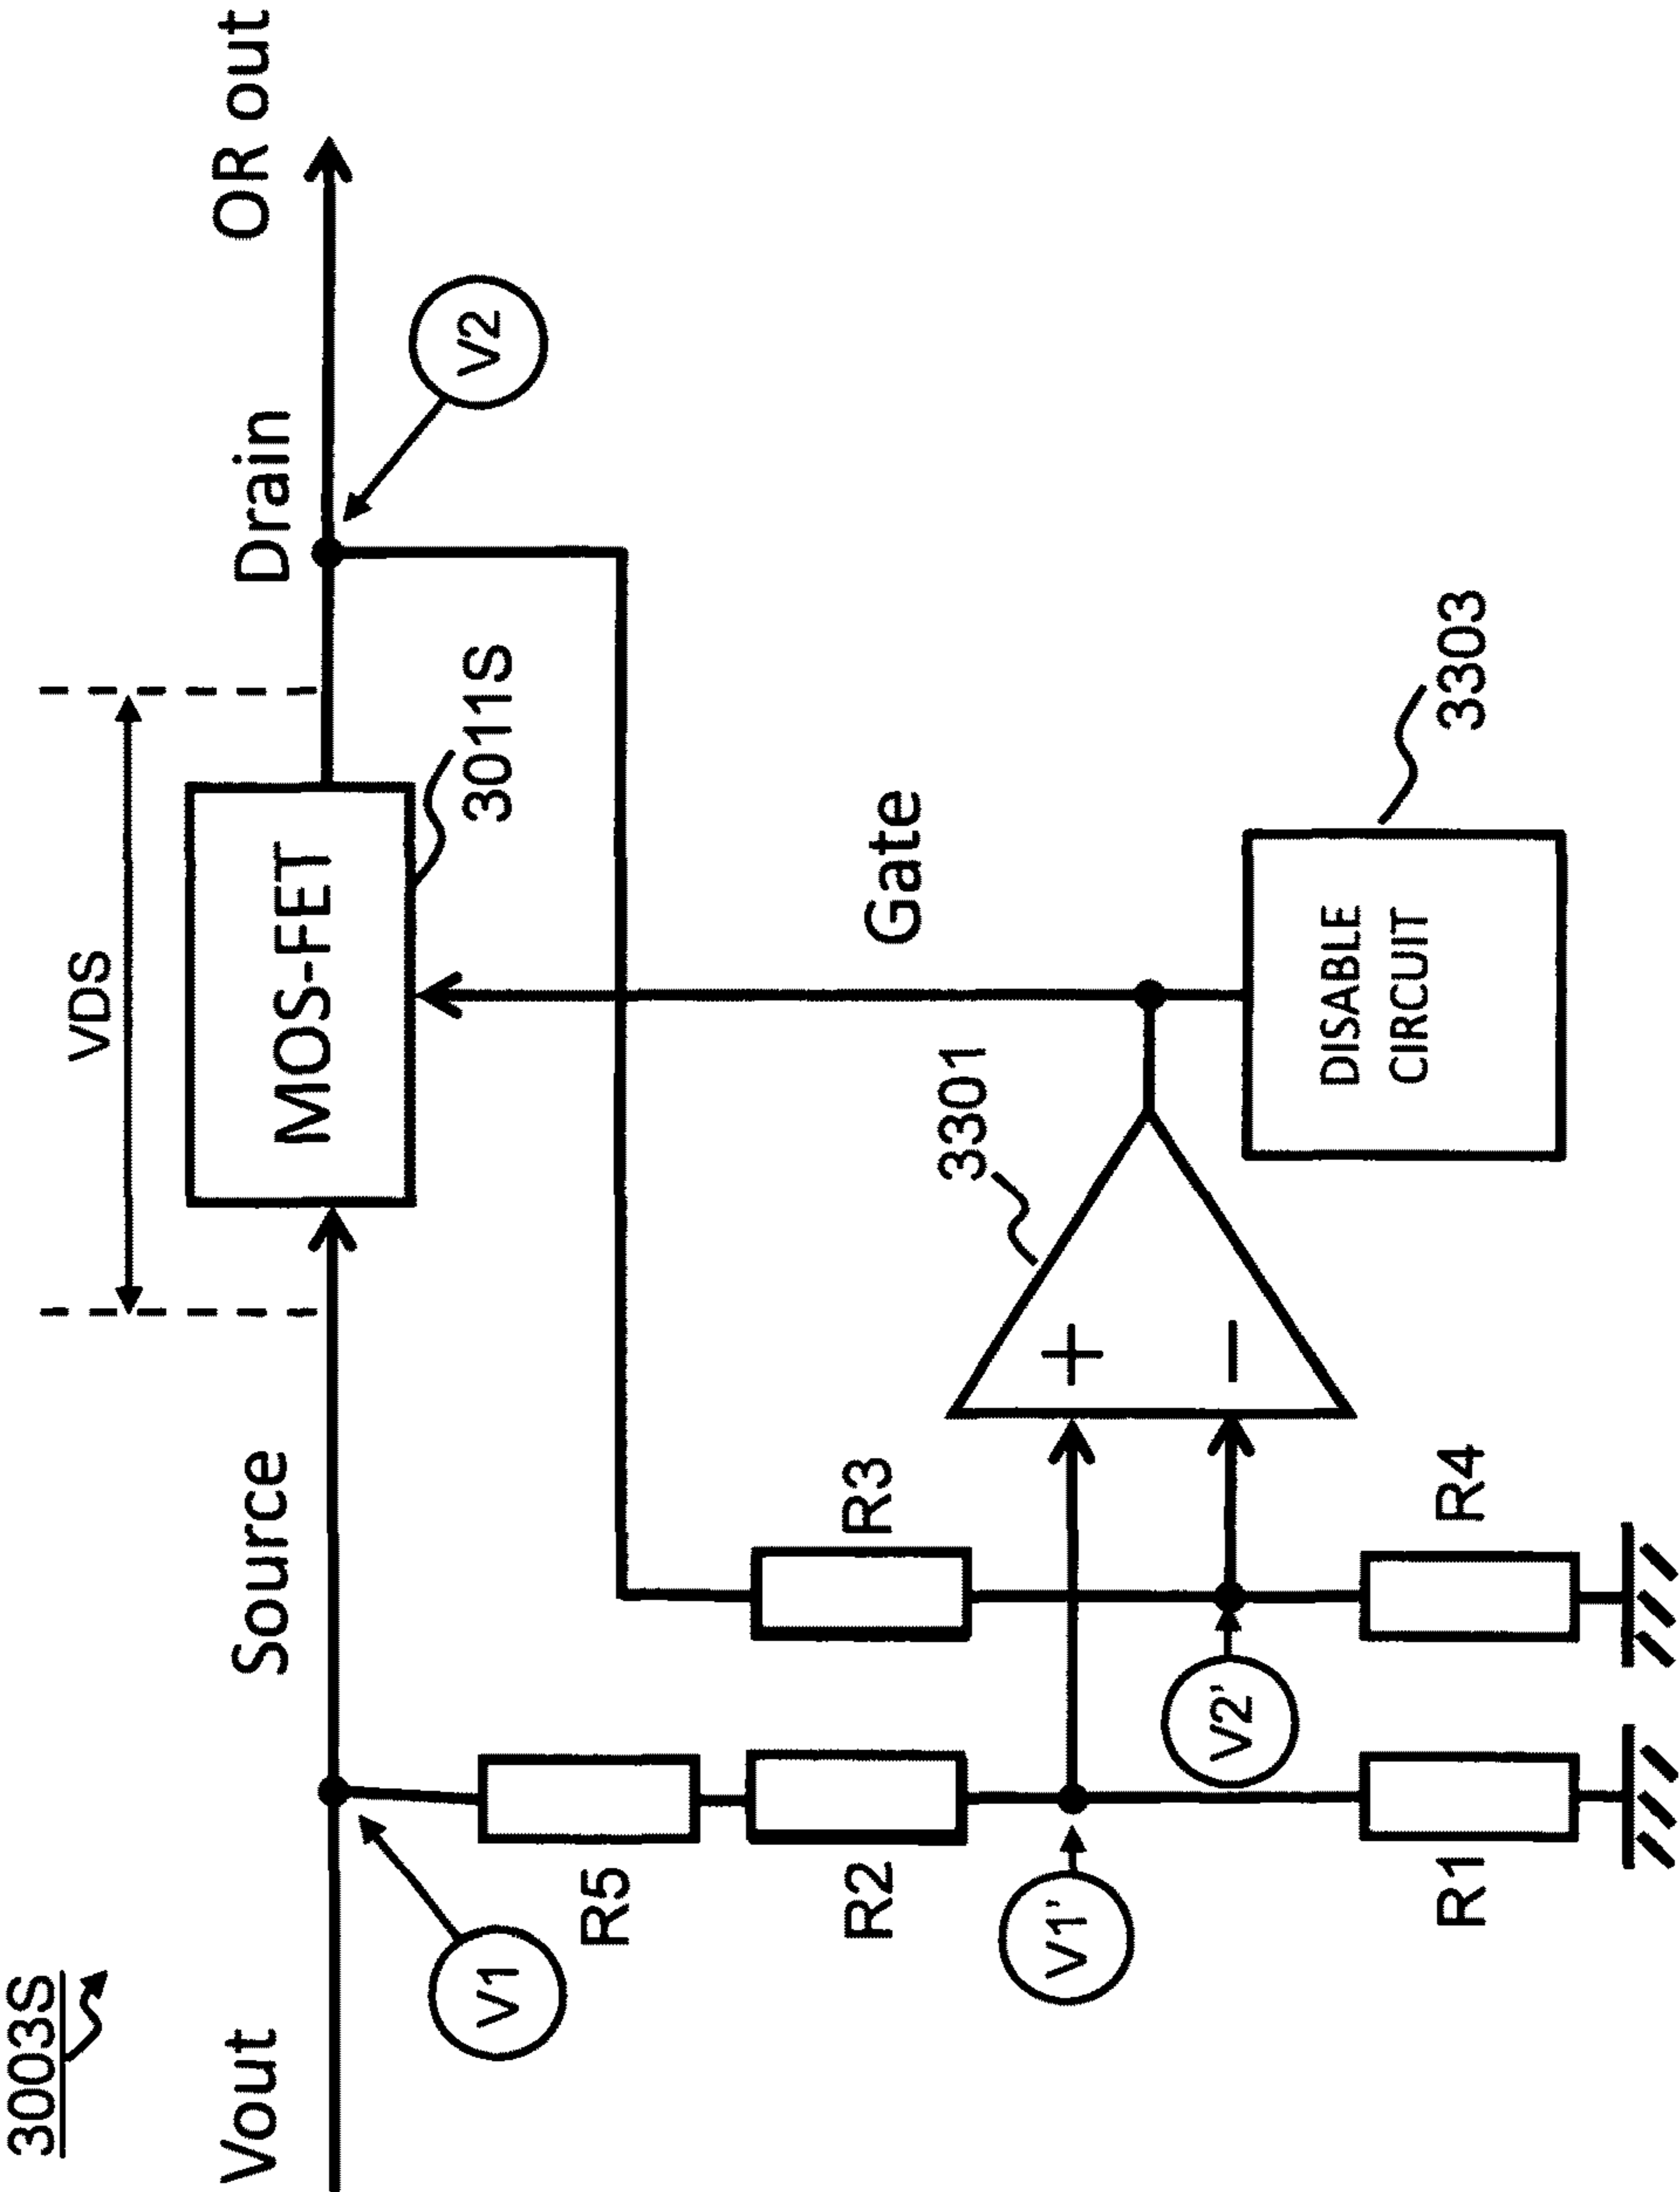 3003S
VDS
Vout
Source
Drain
OR out
MOS-FET
V1
3011S
V2
R5
R2
R3
Gate
V1'
3301
+
−
V2'
DISABLE
CIRCUIT
3303
R1
R4